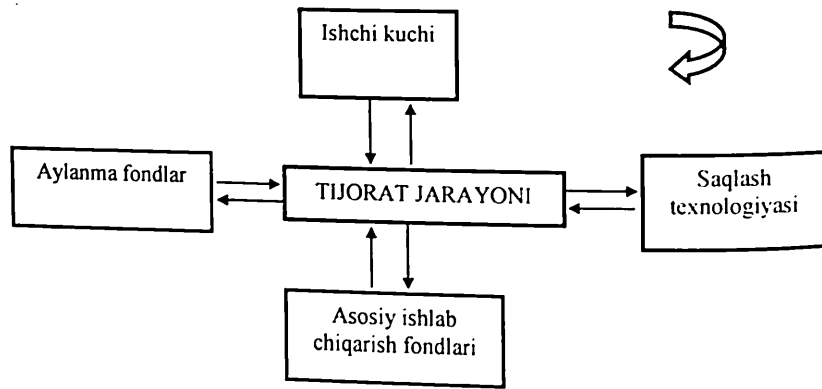 Ishchi kuchi
Aylanma fondlar
TIJORAT JARAYONI
Saqlash
texnologiyasi
Asosiy ishlab
chiqarish fondlari